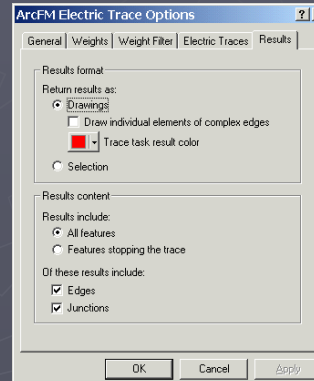 ArcFM Electric Trace Options
General Weights Weight Filter Electric Traces Results
Results format
Return results as:
Drawings
Draw individual elements of complex edges
Trace task result color
Selection
Results content
Results include:
All features
Features stopping the trace
Of these results include:
Edges
Junctions
OK Cancel Apply